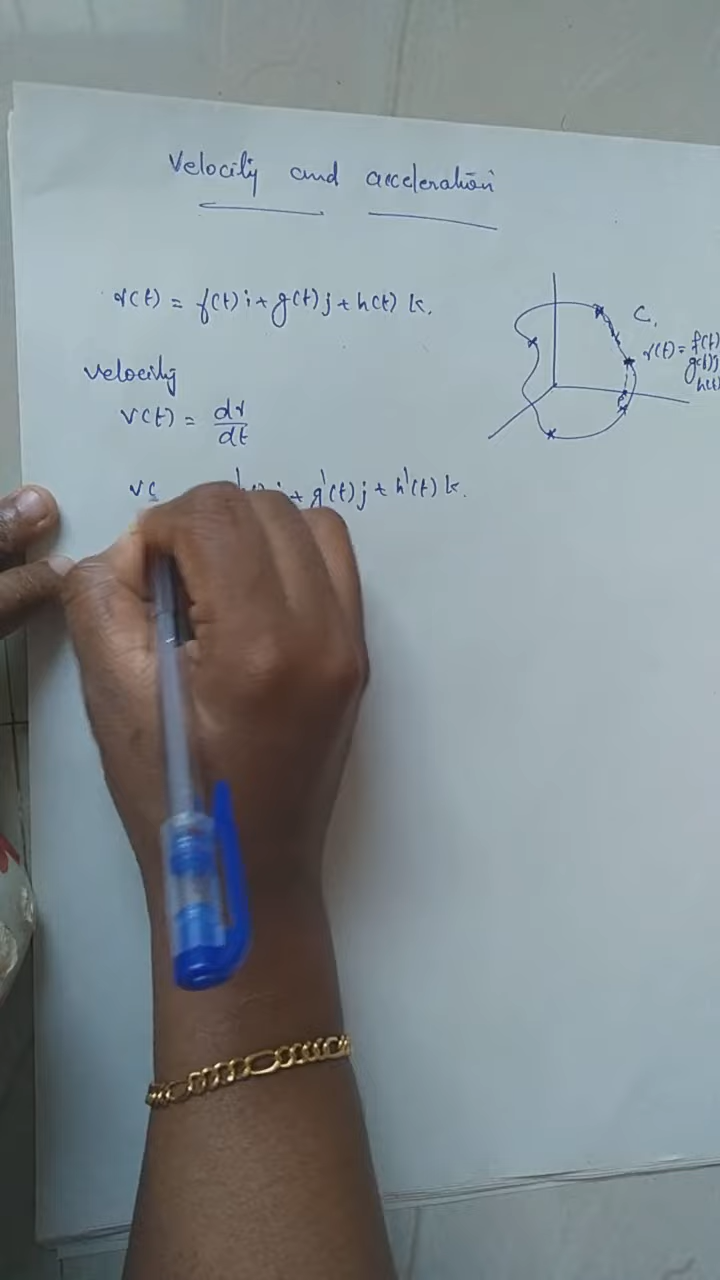 Velocity and acceleration
r(t) = f(t) i + g(t) j + h(t) k.
C.
r(t) = f(t)
g(t)j
h(t)
Velocity
v(t) = dr/dt
g'(t) j + h'(t) k.